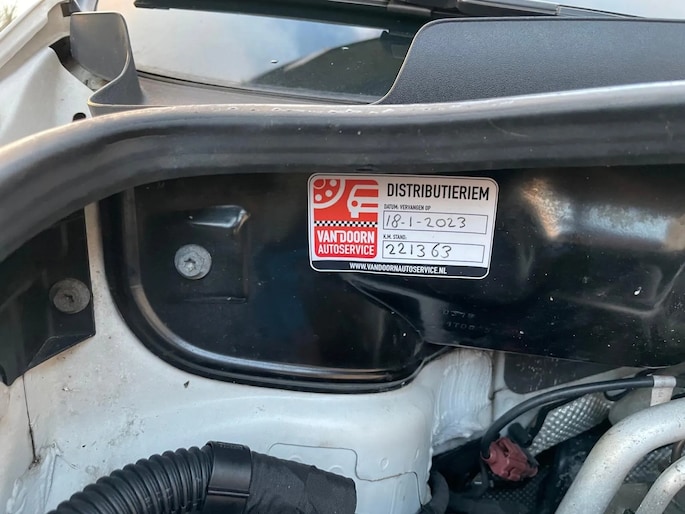 DISTRIBUTIERIEM
DATUM: VERVANGEN OP
18-1-2023
K.M. STAND:
221363
VAN DOORN
AUTOSERVICE
WWW.VANDOORNAUTOSERVICE.NL